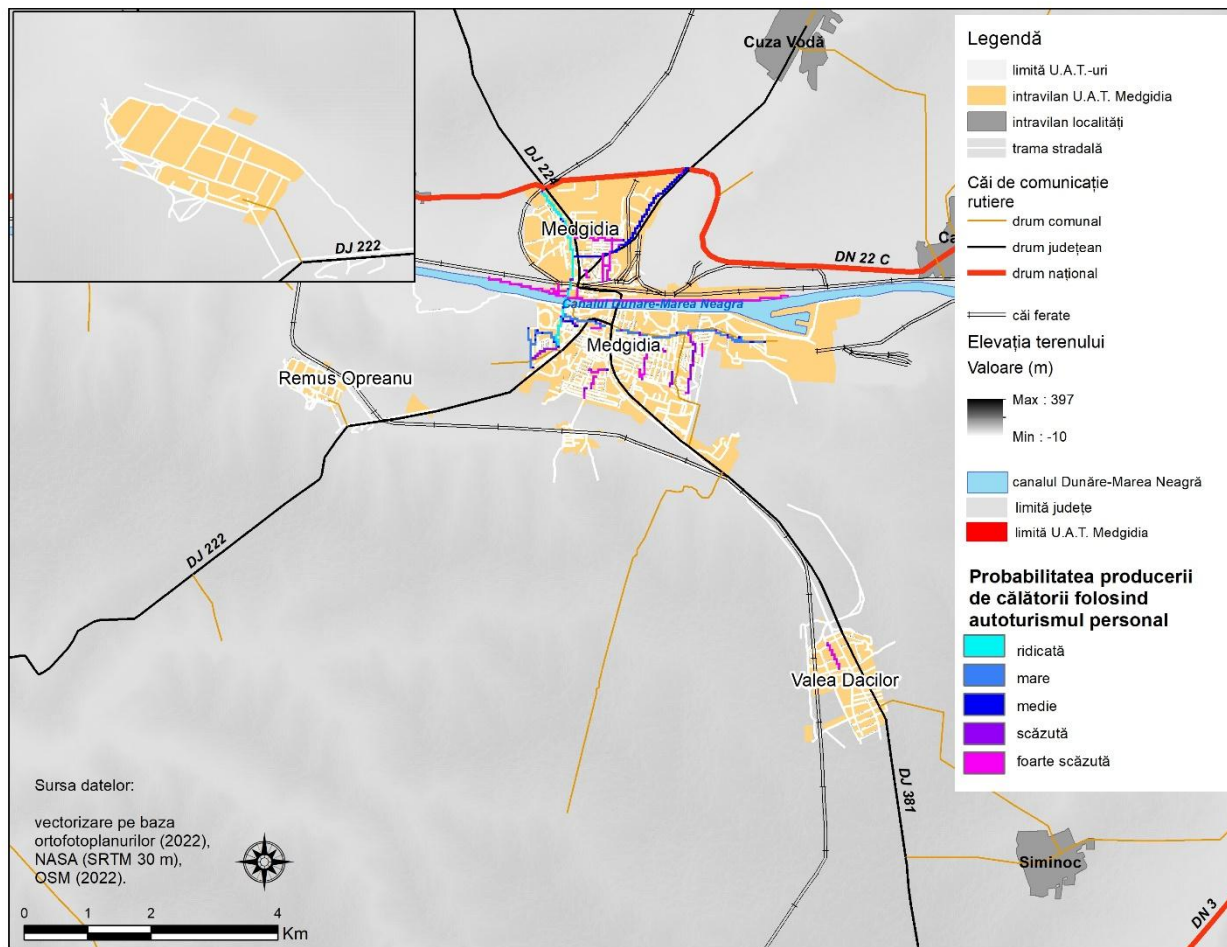 Cuza Vodă
DJ 222
DJ 224
Medgidia
DN 22 C
Canalul Dunăre-Marea Neagră
Medgidia
Remus Opreanu
DJ 222
Valea Dacilor
DJ 381
Siminoc
DN 3
Legendă
limită U.A.T.-uri
intravilan U.A.T. Medgidia
intravilan localități
trama stradală
Căi de comunicație
rutiere
drum comunal
drum județean
drum național
căi ferate
Elevația terenului
Valoare (m)
Max : 397
Min : -10
canalul Dunăre-Marea Neagră
limită județe
limită U.A.T. Medgidia
Probabilitatea producerii
de călătorii folosind
autoturismul personal
ridicată
mare
medie
scăzută
foarte scăzută
Sursa datelor:
vectorizare pe baza
ortofotoplanurilor (2022),
NASA (SRTM 30 m),
OSM (2022).
0 1 2 4
Km